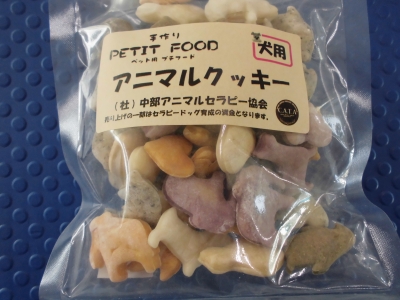 手作り
PETIT FOOD
ペット用 プチフード
犬用
アニマルクッキー
(社)中部アニマルセラピー協会
売り上げの一部はセラピードッグ育成の資金となります。
CATA